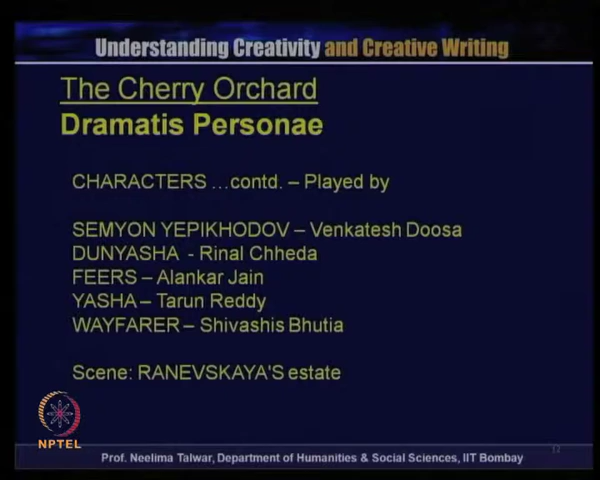 Understanding Creativity and Creative Writing
The Cherry Orchard
Dramatis Personae
CHARACTERS ...contd. – Played by
SEMYON YEPIKHODOV – Venkatesh Doosa
DUNYASHA - Rinal Chheda
FEERS – Alankar Jain
YASHA – Tarun Reddy
WAYFARER – Shivashis Bhutia
Scene: RANEVSKAYA'S estate
NPTEL
Prof. Neelima Talwar, Department of Humanities & Social Sciences, IIT Bombay